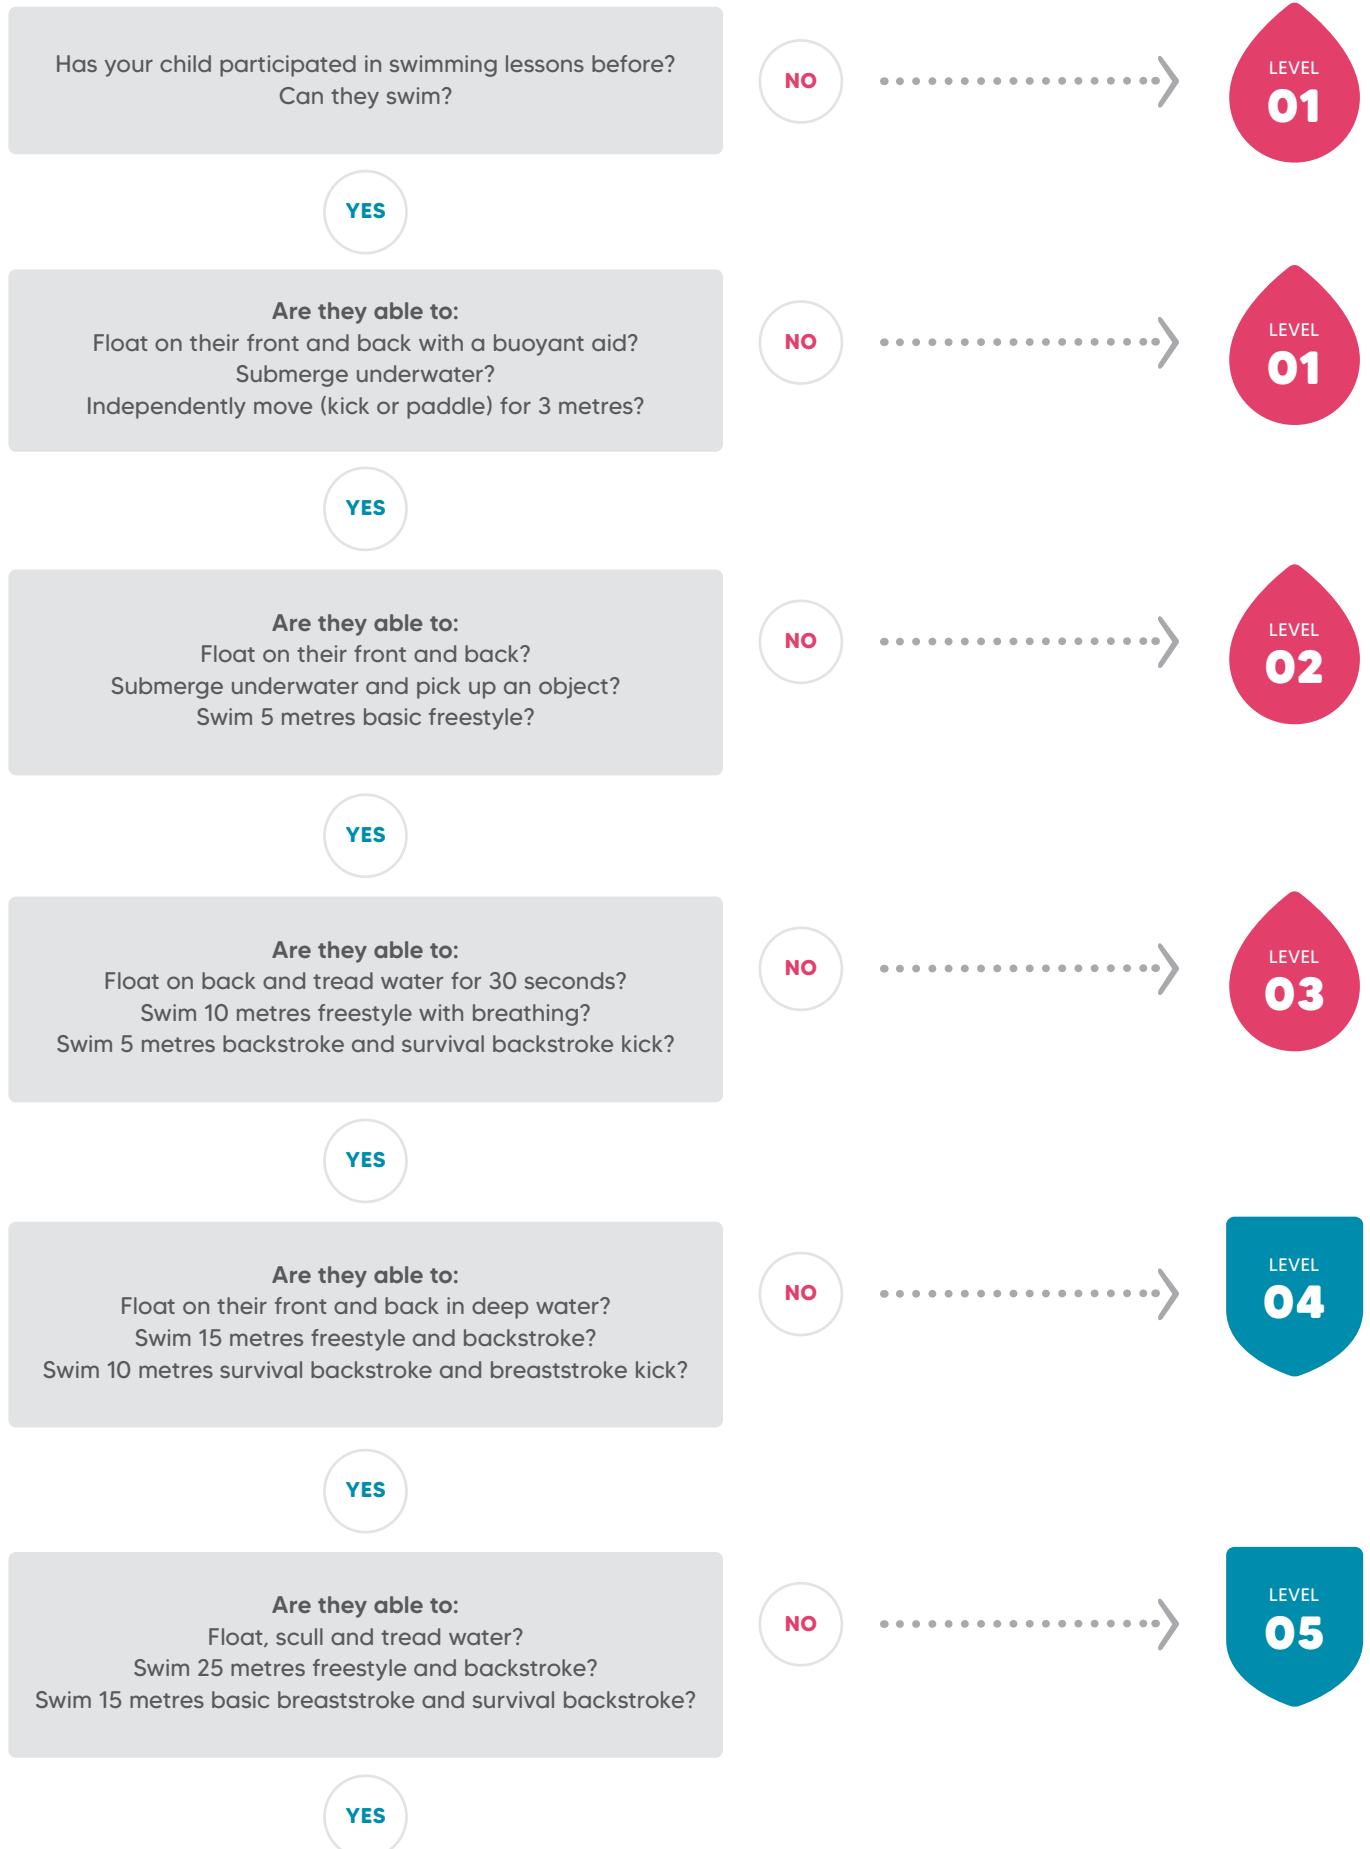 Has your child participated in swimming lessons before?
Can they swim?
NO
LEVEL
01
YES
Are they able to:
Float on their front and back with a buoyant aid?
Submerge underwater?
Independently move (kick or paddle) for 3 metres?
NO
LEVEL
01
YES
Are they able to:
Float on their front and back?
Submerge underwater and pick up an object?
Swim 5 metres basic freestyle?
NO
LEVEL
02
YES
Are they able to:
Float on back and tread water for 30 seconds?
Swim 10 metres freestyle with breathing?
Swim 5 metres backstroke and survival backstroke kick?
NO
LEVEL
03
YES
Are they able to:
Float on their front and back in deep water?
Swim 15 metres freestyle and backstroke?
Swim 10 metres survival backstroke and breaststroke kick?
NO
LEVEL
04
YES
Are they able to:
Float, scull and tread water?
Swim 25 metres freestyle and backstroke?
Swim 15 metres basic breaststroke and survival backstroke?
NO
LEVEL
05
YES